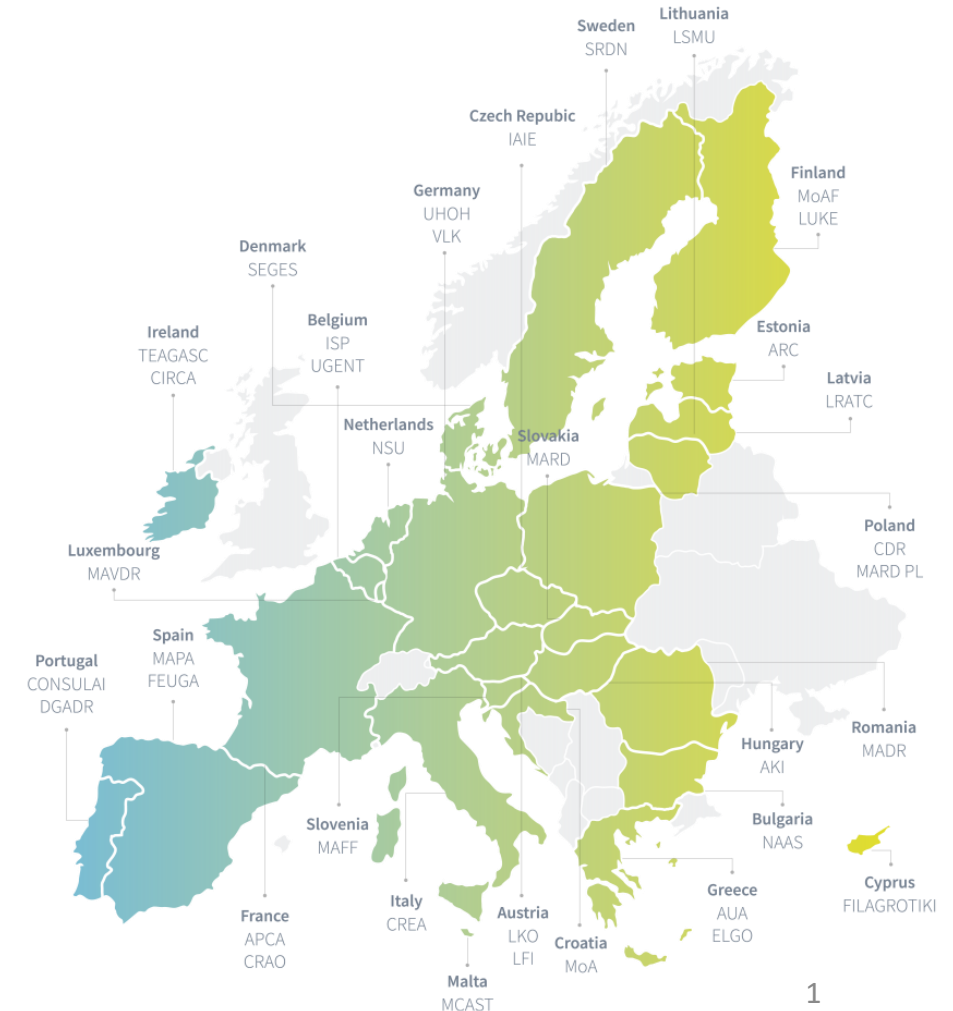 Lithuania
LSMU
Sweden
SRDN
Czech Repubic
IAIE
Finland
MoAF
LUKE
Germany
UHOH
VLK
Denmark
SEGES
Belgium
ISP
UGENT
Ireland
TEAGASC
CIRCA
Estonia
ARC
Latvia
LRATC
Netherlands
NSU
Slovakia
MARD
Poland
CDR
MARD PL
Luxembourg
MAVDR
Spain
MAPA
FEUGA
Portugal
CONSULAI
DGADR
Romania
MADR
Hungary
AKI
Slovenia
MAFF
Bulgaria
NAAS
Cyprus
FILAGROTIKI
Greece
AUA
ELGO
Italy
CREA
France
APCA
CRAO
Austria
LKO
LFI
Croatia
MoA
Malta
MCAST
1